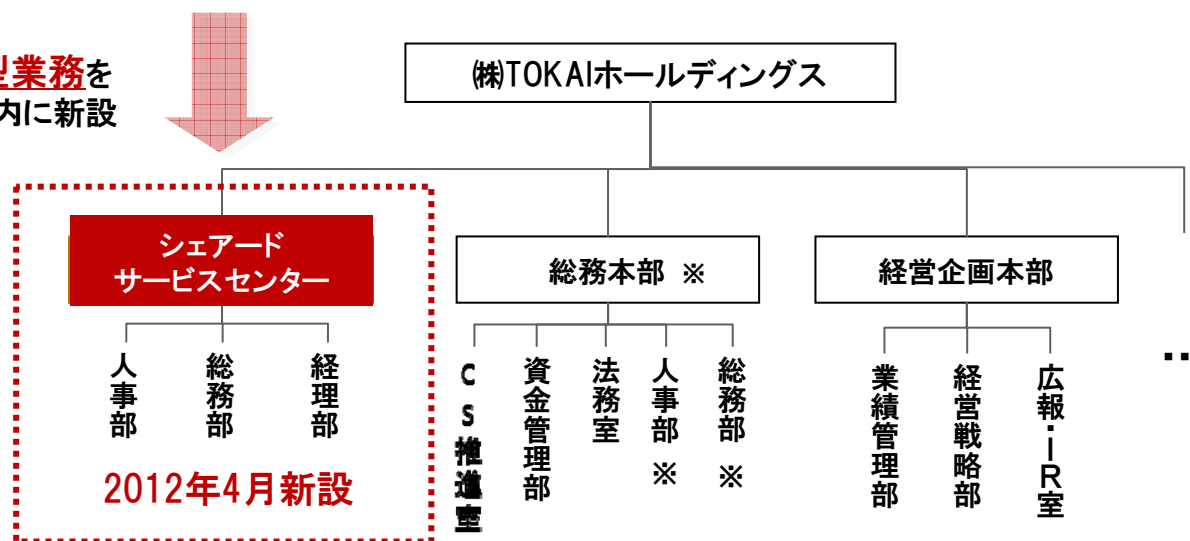 型業務を
内に新設
㈱TOKAIホールディングス
シェアード
サービスセンター
総務本部 ※
経営企画本部
人事部
総務部
経理部
CS推進室
資金管理部
法務室
人事部※
総務部※
業績管理部
経営戦略部
広報・IR室
‥
2012年4月新設